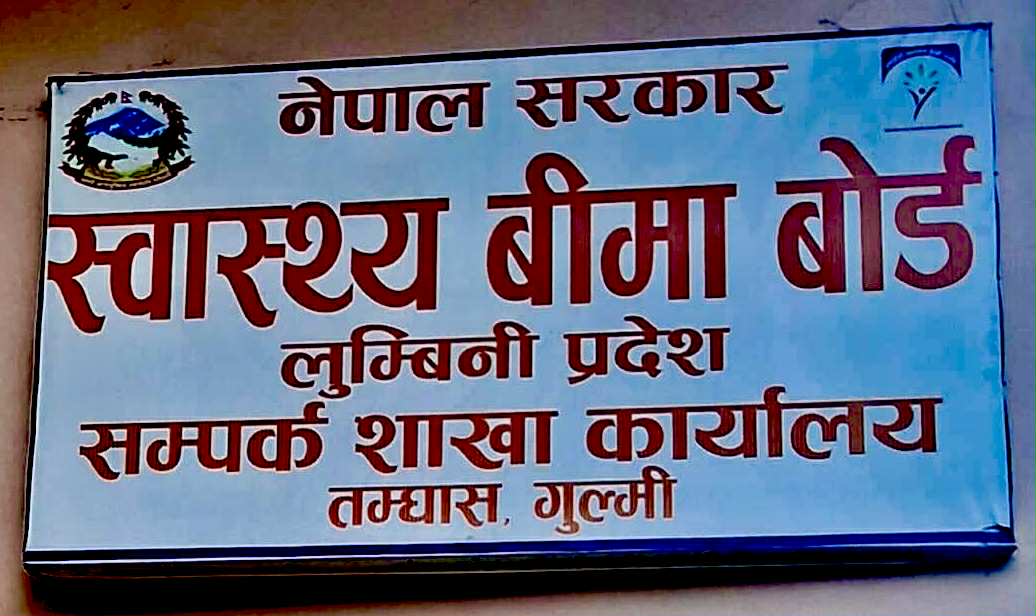 नेपाल सरकार
स्वास्थ्य बीमा बोर्ड
लुम्बिनी प्रदेश
सम्पर्क शाखा कार्यालय
तम्घास, गुल्मी